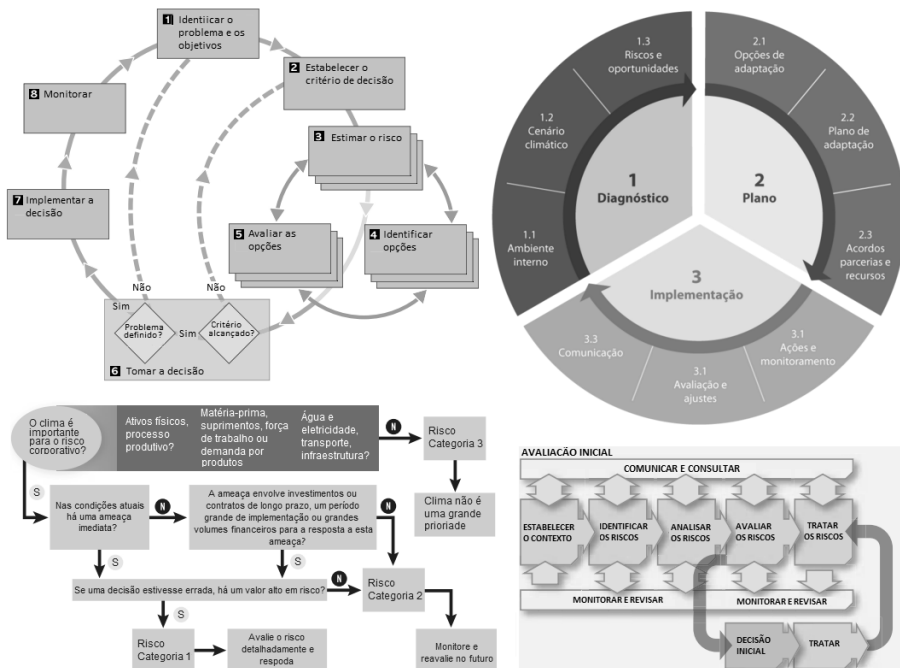 1 Identiicar o
problema e os
objetivos
2 Estabelecer o
critério de decisão
3 Estimar o risco
4 Identificar
opções
5 Avaliar as
opções
8 Monitorar
7 Implementar a
decisão
Não
Não
Sim
Problema
definido?
Sim
Critério
alcançado?
6 Tomar a decisão
1.3
Riscos e
oportunidades
2.1
Opções de
adaptação
1.2
Cenário
climático
2.2
Plano de
adaptação
1
Diagnóstico
2
Plano
1.1
Ambiente
interno
2.3
Acordos
parcerias e
recursos
3
Implementação
3.3
Comunicação
3.1
Avaliação e
ajustes
3.1
Ações e
monitoramento
O clima é
importante
para o risco
corporativo?
Ativos físicos,
processo
produtivo?
Matéria-prima,
suprimentos, força
de trabalho ou
demanda por
produtos
Água e
eletricidade,
transporte,
infraestrutura?
N
Risco
Categoria 3
Clima não é
uma grande
prioriade
S
Nas condições atuais
há uma ameaça
imediata?
N
A ameaça envolve investimentos ou
contratos de longo prazo, um período
grande de implementação ou grandes
volumes financeiros para a resposta a esta
ameaça?
N
S
S
Se uma decisão estivesse errada, há um valor alto em risco?
N
Risco
Categoria 2
S
Risco
Categoria 1
Avalie o risco
detalhadamente e
respoda
Monitore e
reavalie no futuro
AVALIAÇÃO INICIAL
COMUNICAR E CONSULTAR
ESTABELECER
O CONTEXTO
IDENTIFICAR
OS RISCOS
ANALISAR
OS RISCOS
AVALIAR
OS RISCOS
TRATAR
OS RISCOS
MONITORAR E REVISAR
MONITORAR E REVISAR
DECISÃO
INICIAL
TRATAR